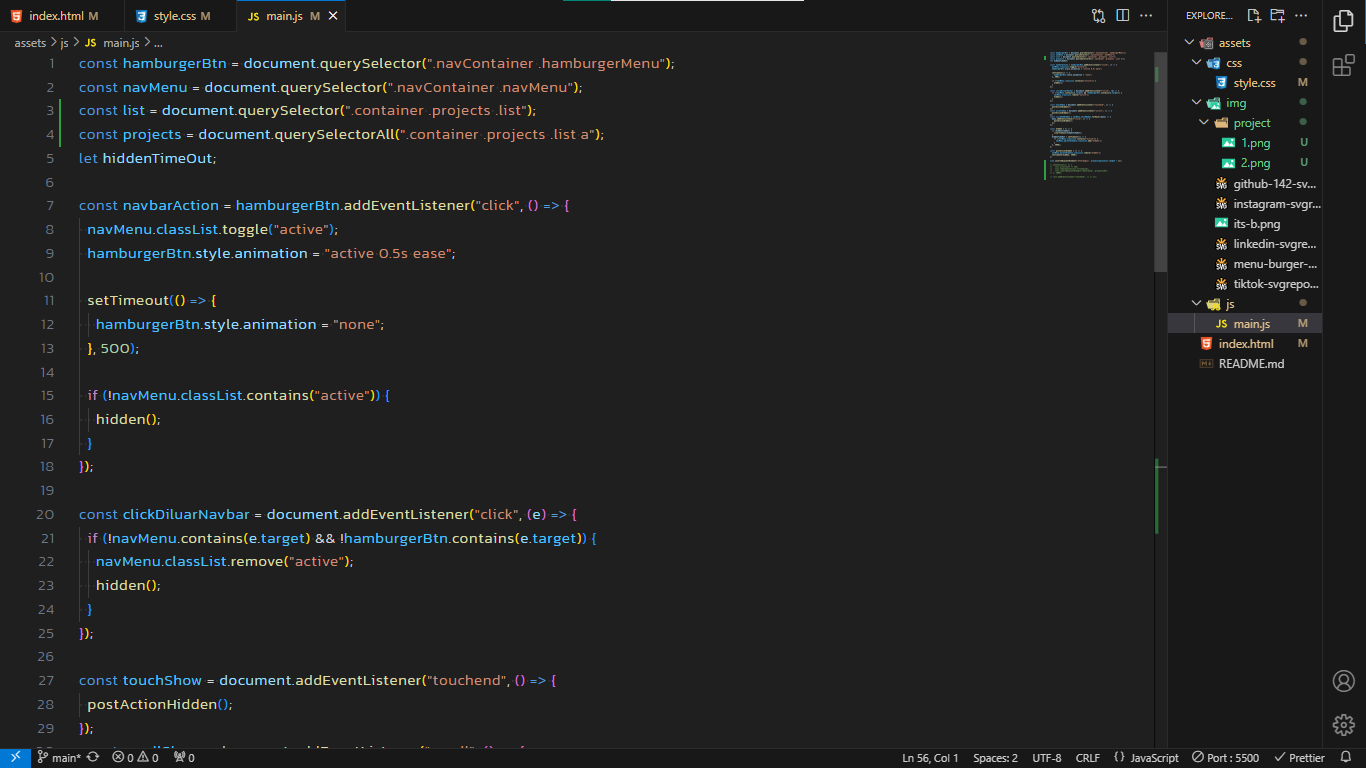 index.html M
style.css M
JS main.js M
EXPLORE...
assets > js > JS main.js > ...
1 const hamburgerBtn = document.querySelector(".navContainer .hamburgerMenu");
2 const navMenu = document.querySelector(".navContainer .navMenu");
3 const list = document.querySelector(".container .projects .list");
4 const projects = document.querySelectorAll(".container .projects .list a");
5 let hiddenTimeOut;
6
7 const navbarAction = hamburgerBtn.addEventListener("click", () => {
8 navMenu.classList.toggle("active");
9 hamburgerBtn.style.animation = "active 0.5s ease";
10
11 setTimeout(() => {
12 hamburgerBtn.style.animation = "none";
13 }, 500);
14
15 if (!navMenu.classList.contains("active")) {
16 hidden();
17 }
18 });
19
20 const clickDiluarNavbar = document.addEventListener("click", (e) => {
21 if (!navMenu.contains(e.target) && !hamburgerBtn.contains(e.target)) {
22 navMenu.classList.remove("active");
23 hidden();
24 }
25 });
26
27 const touchShow = document.addEventListener("touchend", () => {
28 postActionHidden();
29 });
assets
css
style.css M
img
project
1.png U
2.png U
github-142-sv...
instagram-svgr...
its-b.png
linkedin-svgre...
menu-burger-...
tiktok-svgrepo...
js
JS main.js M
index.html M
README.md
main* 0 0 0
Ln 56, Col 1 Spaces: 2 UTF-8 CRLF {} JavaScript Port : 5500 Prettier